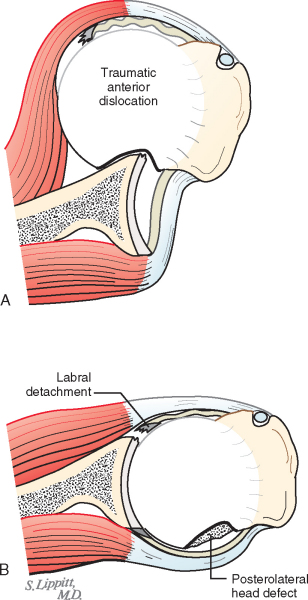 Traumatic
anterior
dislocation
A
Labral
detachment
B
S. Lippitt,
M.D.
Posterolateral
head defect